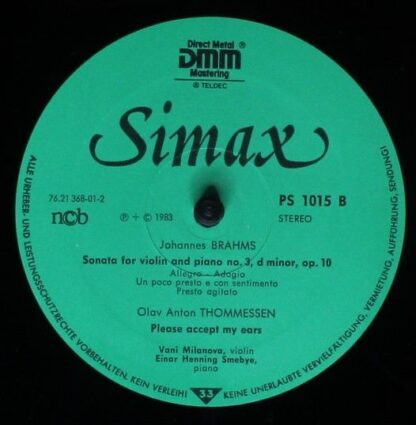 Direct Metal ®
DMM
Mastering
® TELDEC
Simax
76.21 368-01-2
ncb
℗ + © 1983
PS 1015 B
STEREO
Johannes BRAHMS
Sonata for violin and piano no. 3, d minor, op. 10
Allegro - Adagio
Un poco presto e con sentimento
Presto agitato
Olav Anton THOMMESSEN
Please accept my ears
Vani Milanova, violin
Einar Henning Smebye,
piano
ALLE URHEBER- UND LEISTUNGSSCHUTZRECHTE VORBEHALTEN. KEIN VERLEIH! 33 KEINE UNERLAUBTE VERVIELFÄLTIGUNG, VERMIETUNG, AUFFÜHRUNG, SENDUNG!